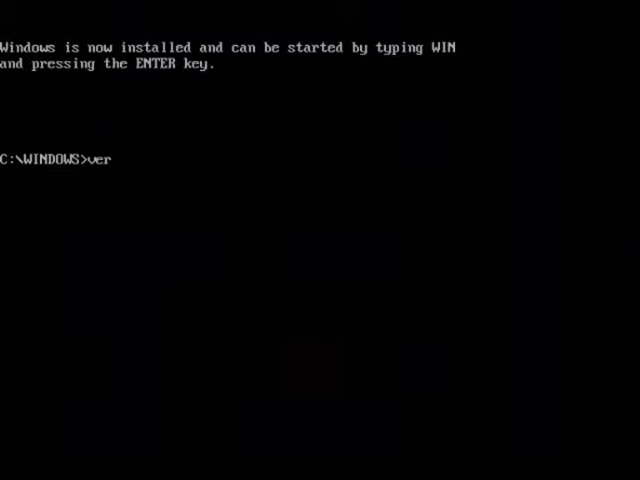 Windows is now installed and can be started by typing WIN
and pressing the ENTER key.
C:\WINDOWS>ver